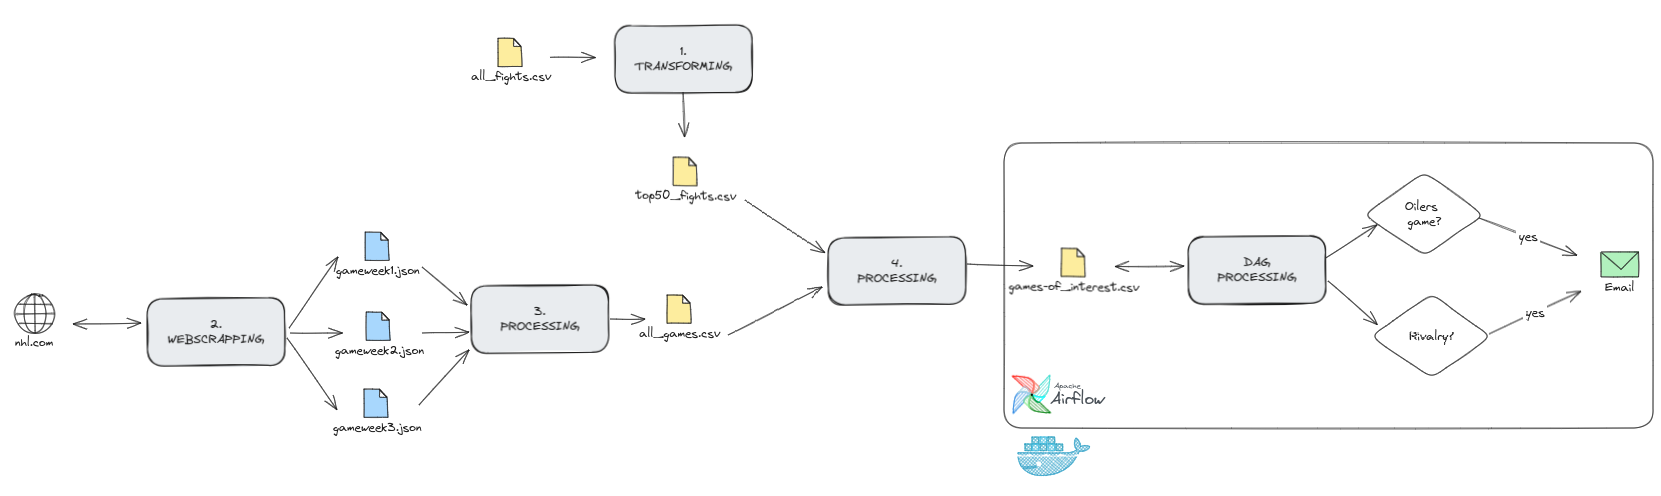 1.
TRANSFORMING
all_fights.csv
top50_fights.csv
nhl.com
2.
WEBSCRAPPING
gameweek1.json
gameweek2.json
gameweek3.json
3.
PROCESSING
all_games.csv
4.
PROCESSING
games-of_interest.csv
DAG
PROCESSING
Oilers
game?
yes
Rivalry?
yes
Email
Apache
Airflow